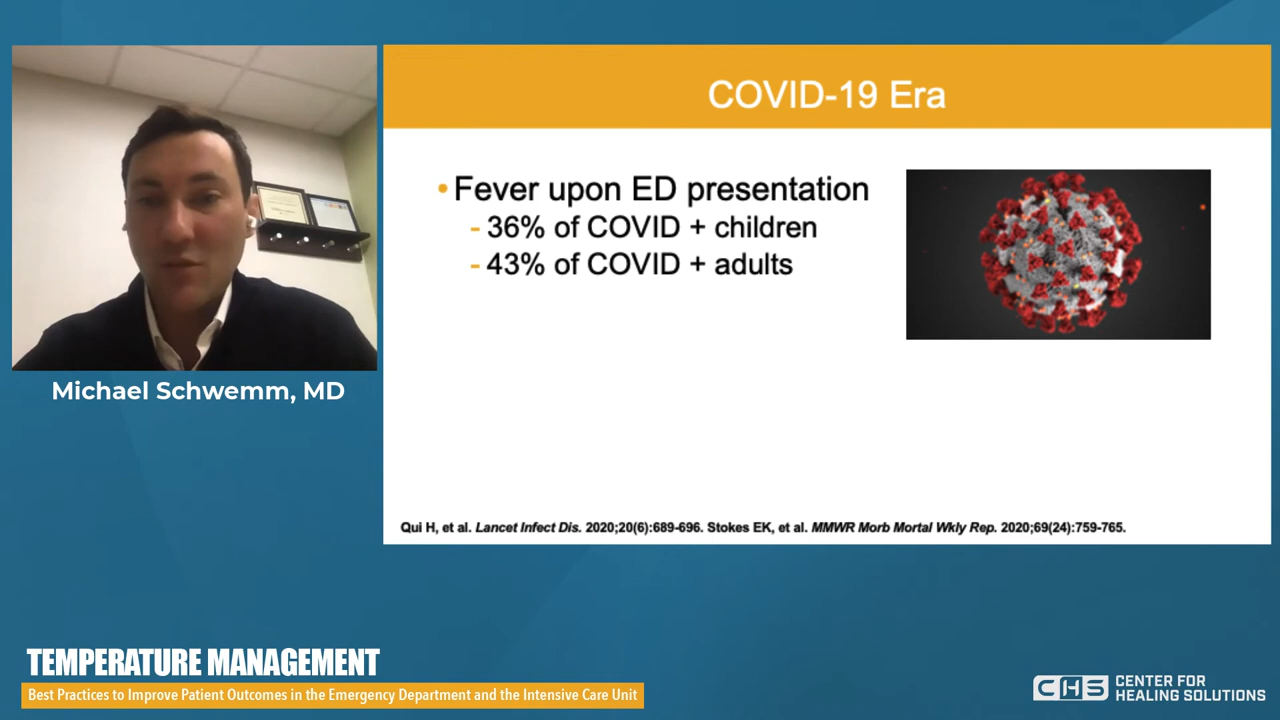 COVID-19 Era
• Fever upon ED presentation
- 36% of COVID + children
- 43% of COVID + adults
Qui H, et al. Lancet Infect Dis. 2020;20(6):689-696. Stokes EK, et al. MMWR Morb Mortal Wkly Rep. 2020;69(24):759-765.
Michael Schwemm, MD
TEMPERATURE MANAGEMENT
Best Practices to Improve Patient Outcomes in the Emergency Department and the Intensive Care Unit
CHS
CENTER FOR
HEALING SOLUTIONS